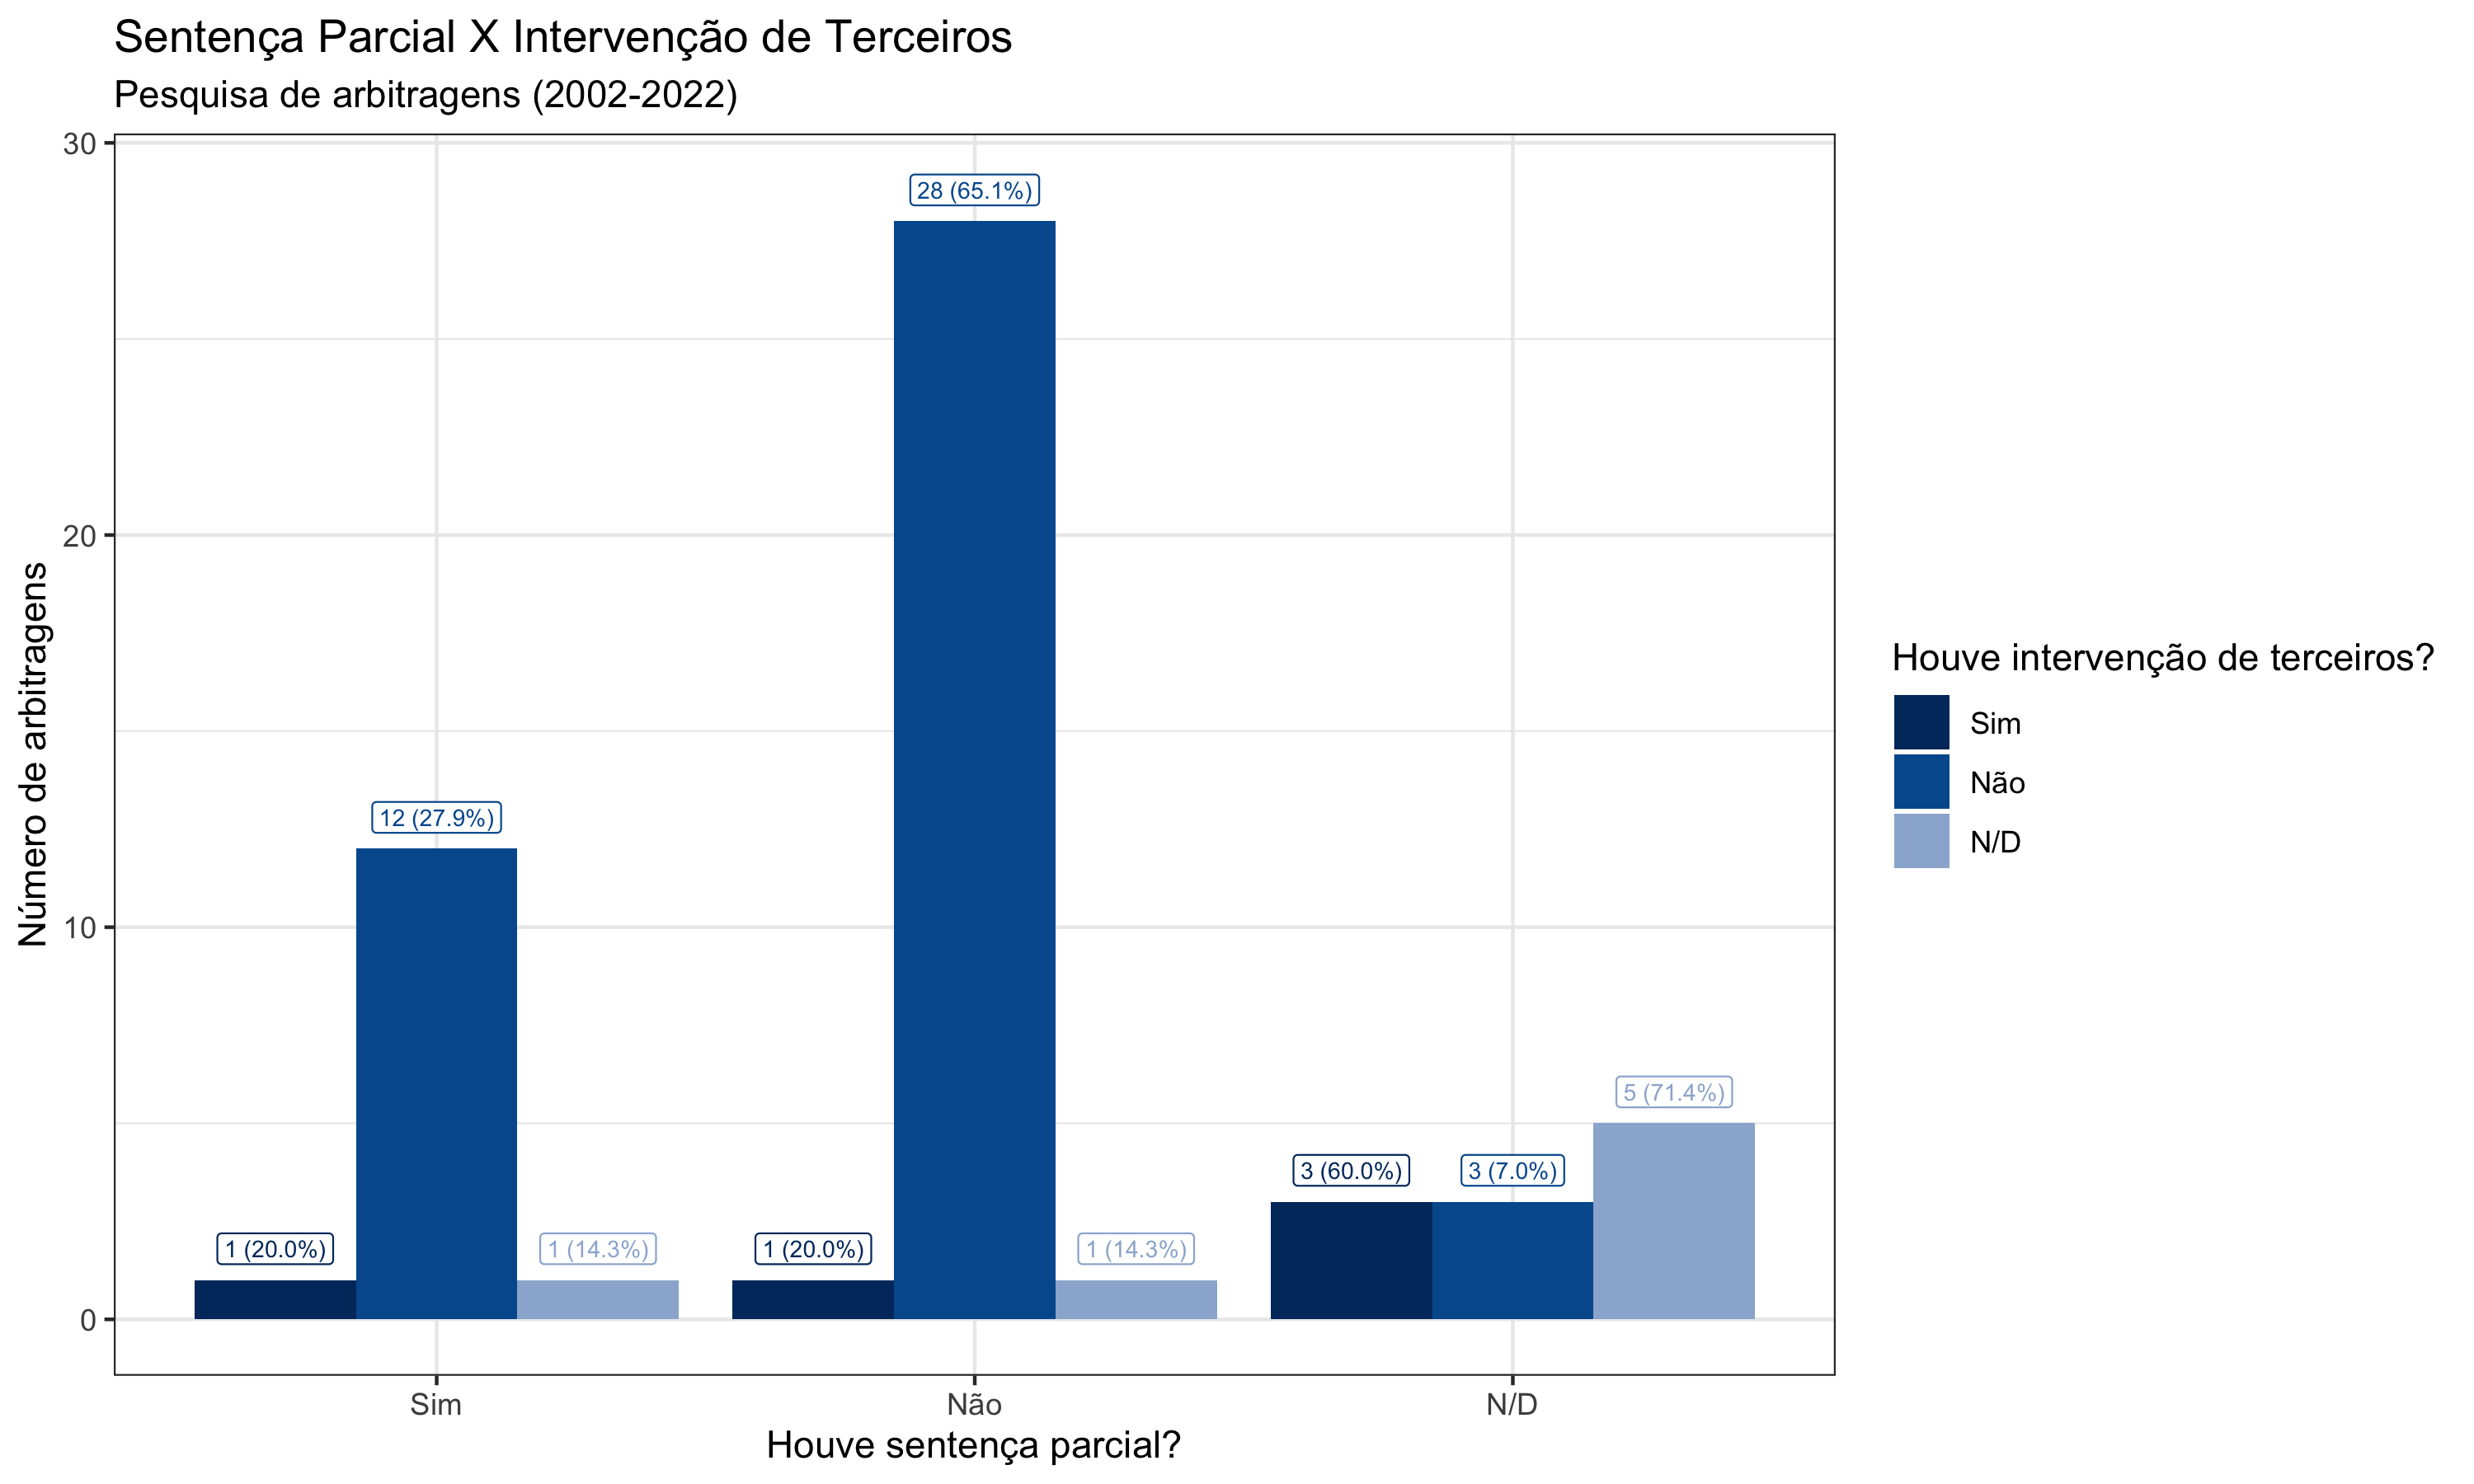 Sentença Parcial X Intervenção de Terceiros
Pesquisa de arbitragens (2002-2022)
Número de arbitragens
30
20
10
0
1 (20.0%)
12 (27.9%)
1 (14.3%)
1 (20.0%)
28 (65.1%)
1 (14.3%)
3 (60.0%)
3 (7.0%)
5 (71.4%)
Sim
Não
N/D
Houve sentença parcial?
Houve intervenção de terceiros?
Sim
Não
N/D